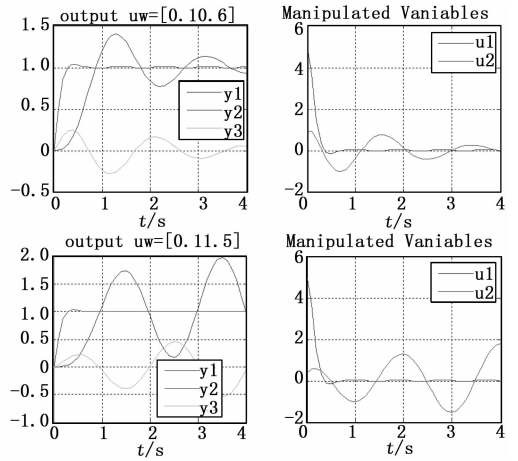 output uw=[0.10.6]
1.5
1.0
0.5
0
-0.5
y1
y2
y3
0 1 2 3 4
t/s
Manipulated Vaniables
6
4
2
0
-2
u1
u2
0 1 2 3 4
t/s
output uw=[0.11.5]
2.0
1.5
1.0
0.5
0
-0.5
-1.0
y1
y2
y3
0 1 2 3 4
t/s
Manipulated Vaniables
6
4
2
0
-2
u1
u2
0 1 2 3 4
t/s